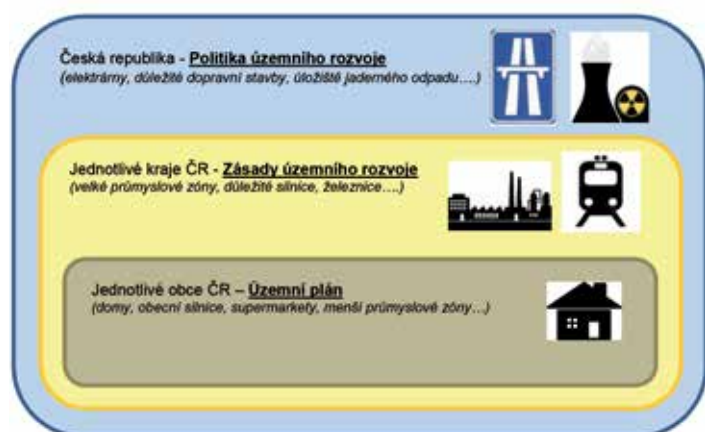 Česká republika - Politika územního rozvoje
(elektrárny, důležité dopravní stavby, úložiště jaderného odpadu....)
Jednotlivé kraje ČR - Zásady územního rozvoje
(velké průmyslové zóny, důležité silnice, železnice....)
Jednotlivé obce ČR – Územní plán
(domy, obecní silnice, supermarkety, menší průmyslové zóny...)